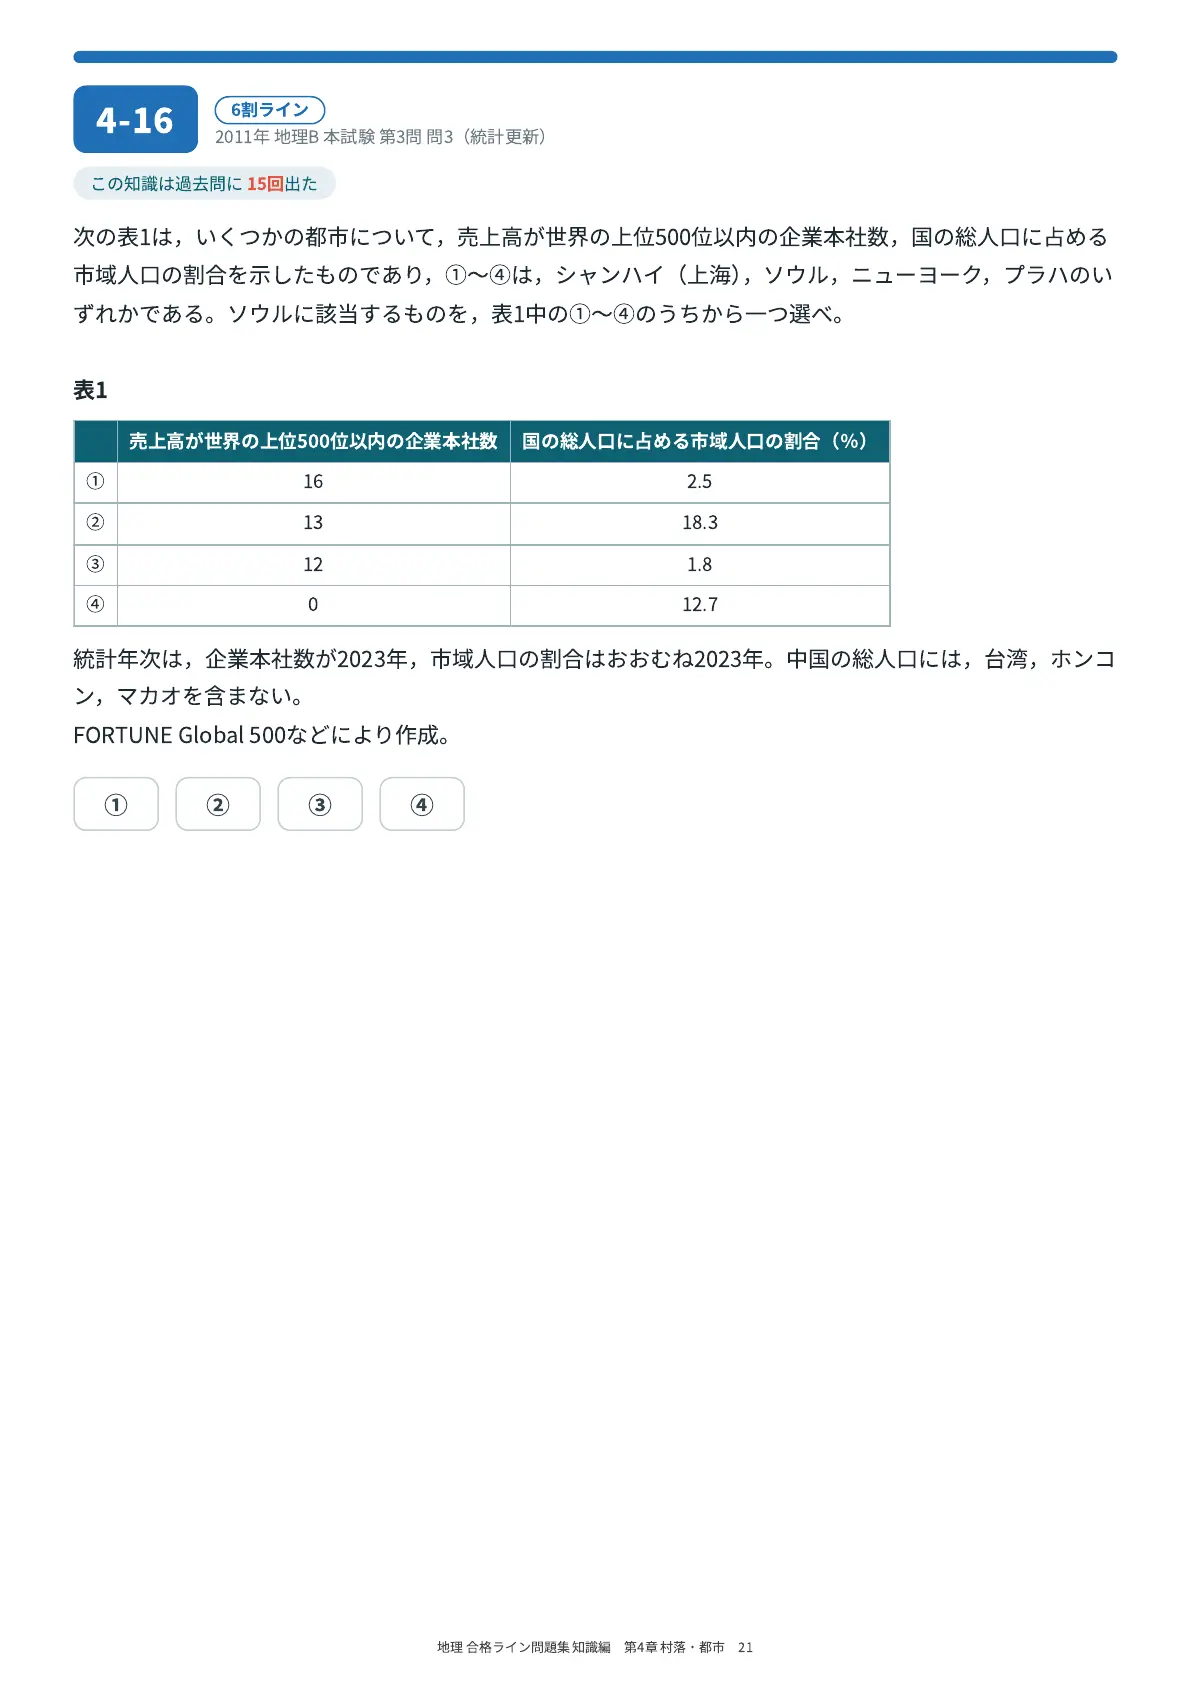 4-16
6割ライン
2011年 地理B 本試験 第3問 問3（統計更新）
この知識は過去問に 15回出た
次の表1は，いくつかの都市について，売上高が世界の上位500位以内の企業本社数，国の総人口に占める
市域人口の割合を示したものであり，①～④は，シャンハイ（上海），ソウル，ニューヨーク，プラハのい
ずれかである。ソウルに該当するものを，表1中の①～④のうちから一つ選べ。
表1
売上高が世界の上位500位以内の企業本社数 国の総人口に占める市域人口の割合（%）
① 16 2.5
② 13 18.3
③ 12 1.8
④ 0 12.7
統計年次は，企業本社数が2023年，市域人口の割合はおおむね2023年。中国の総人口には，台湾，ホンコ
ン，マカオを含まない。
FORTUNE Global 500などにより作成。
① ② ③ ④
地理 合格ライン問題集 知識編　第4章 村落・都市　21